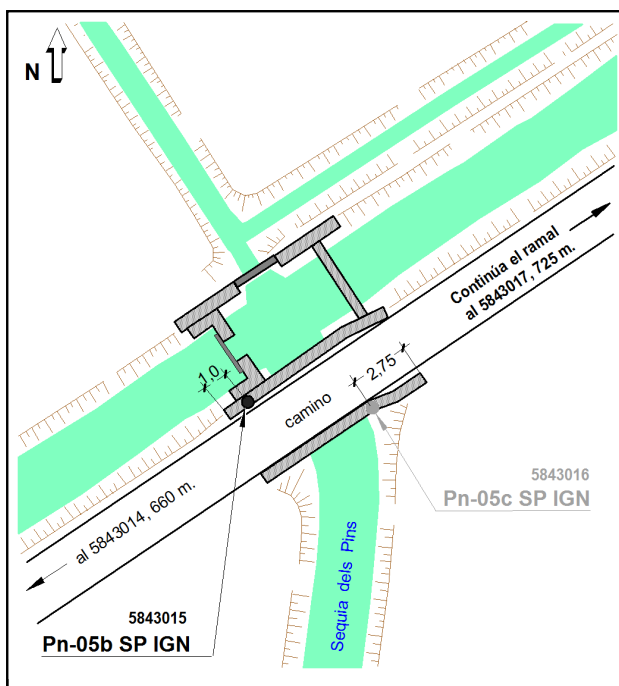 N
Continúa el ramal
al 5843017, 725 m.
1,0
2,75
camino
5843016
Pn-05c SP IGN
al 5843014, 660 m.
Sequia dels Pins
5843015
Pn-05b SP IGN